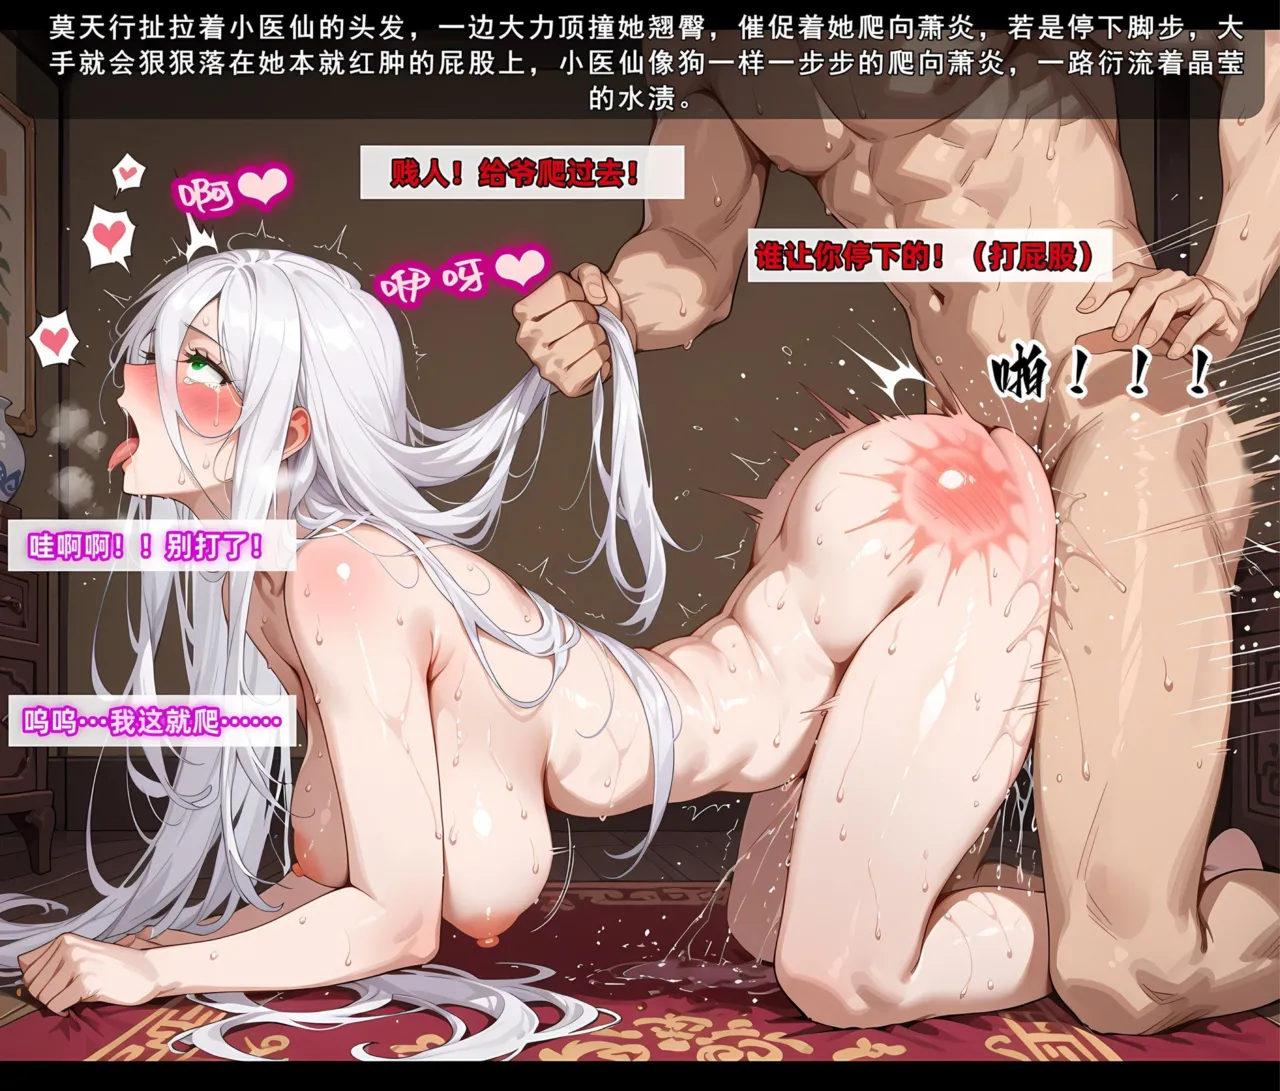 莫天行扯拉着小医仙的头发，一边大力顶撞她翘臀，催促着她爬向萧炎，若是停下脚步，大
手就会狠狠落在她本就红肿的屁股上，小医仙像狗一样一步步的爬向萧炎，一路衍流着晶莹
的水渍。
贱人！给爷爬过去！
啊
咿呀
谁让你停下的！（打屁股）
啪！！！
哇啊啊！！别打了！
呜呜…我这就爬……